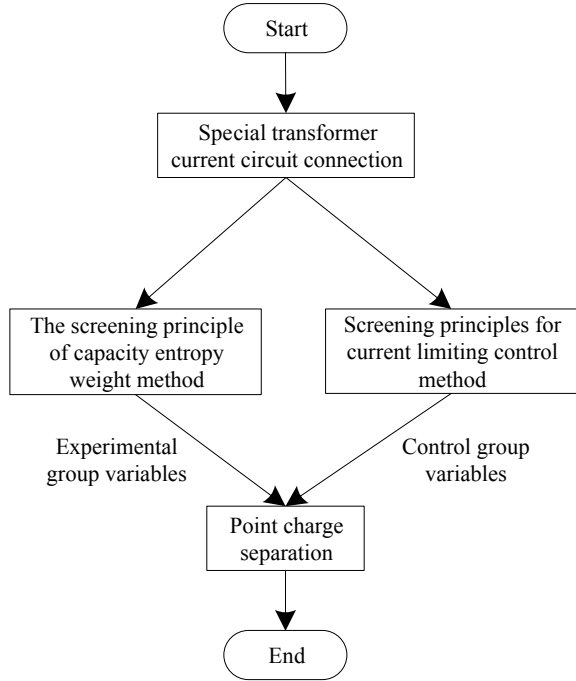 Start
Special transformer
current circuit connection
The screening principle
of capacity entropy
weight method
Screening principles for
current limiting control
method
Experimental
group variables
Control group
variables
Point charge
separation
End